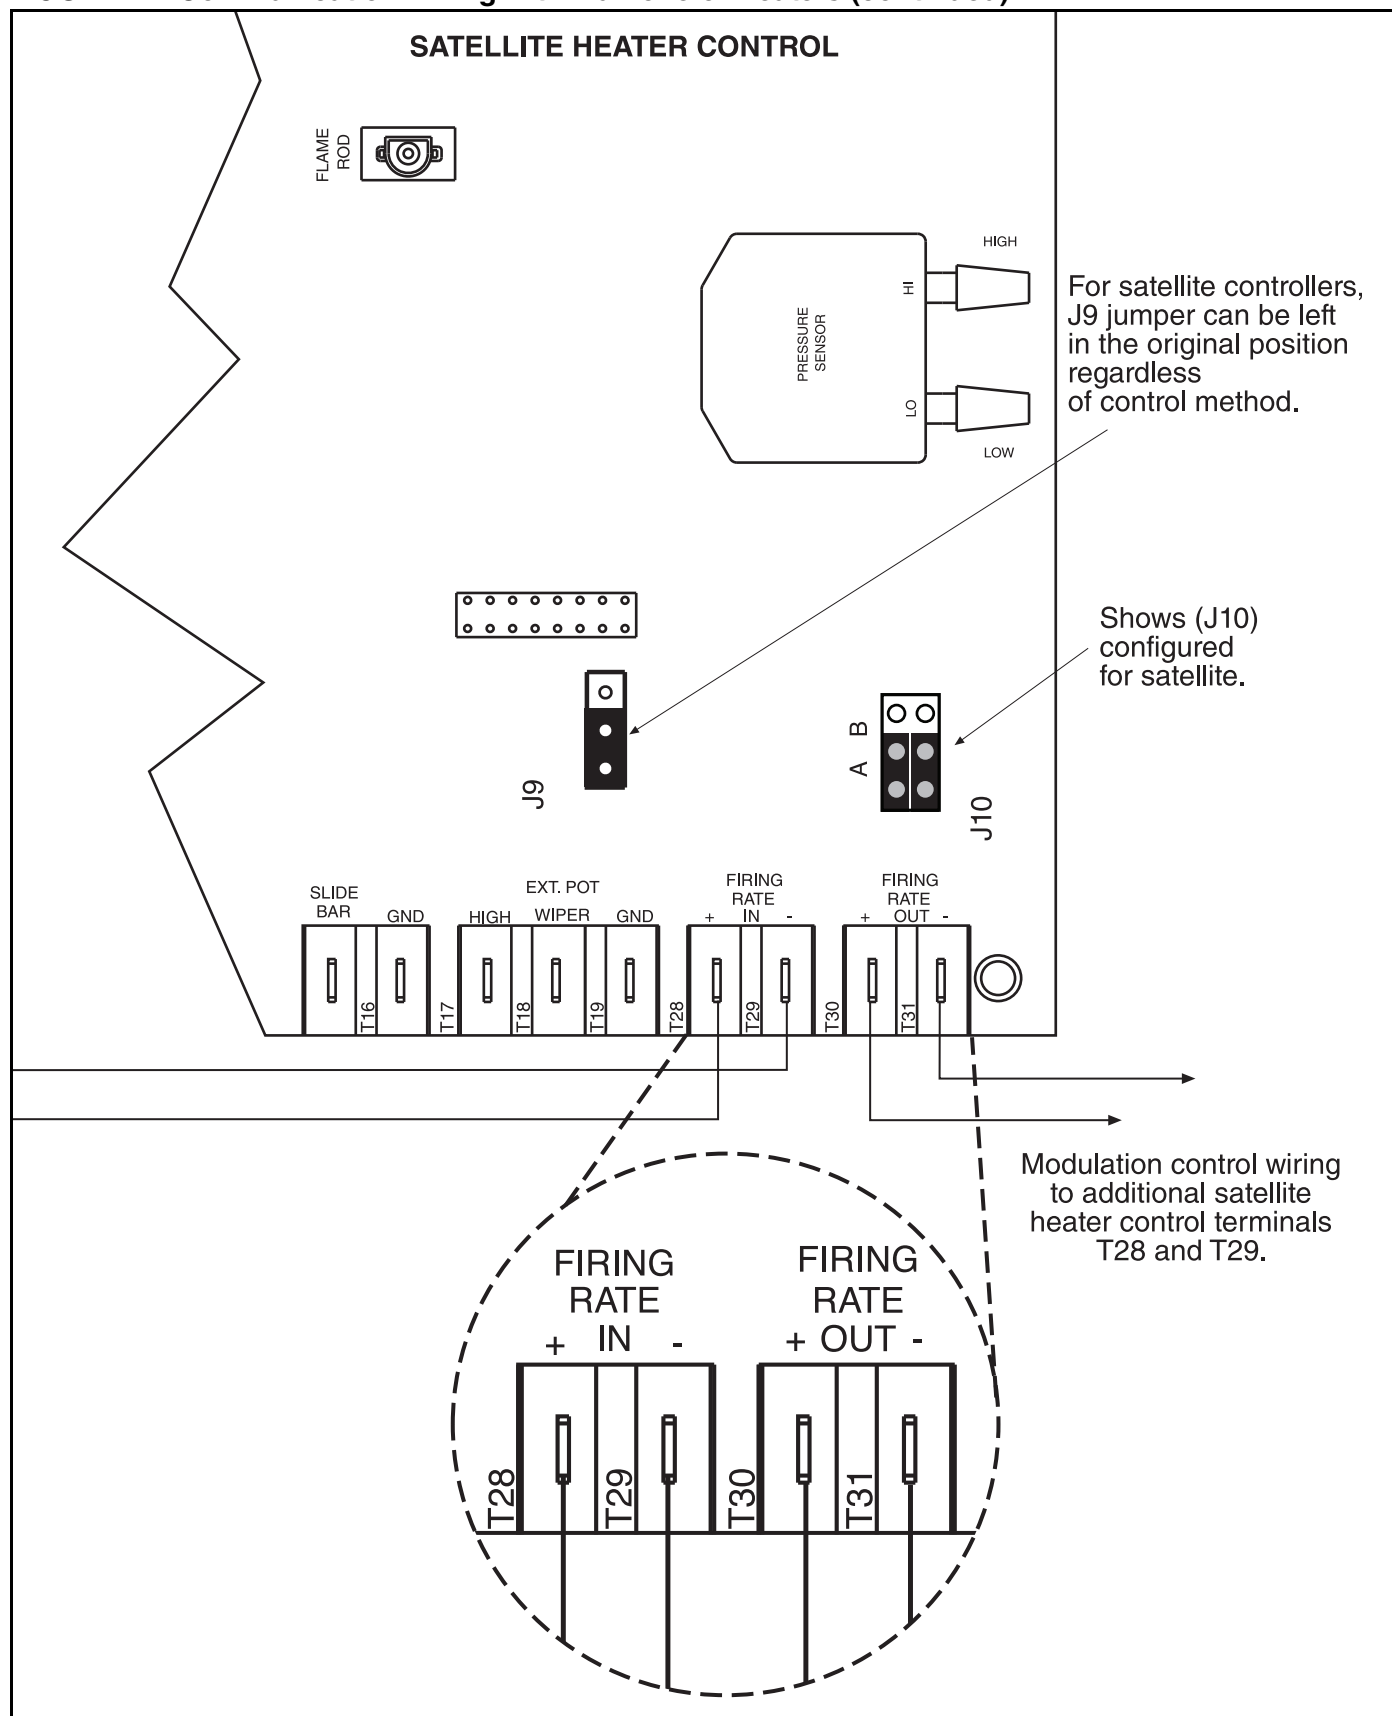 (continued)
SATELLITE HEATER CONTROL
FLAME
ROD
HIGH
HI
PRESSURE
SENSOR
LO
LOW
For satellite controllers,
J9 jumper can be left
in the original position
regardless
of control method.
Shows (J10)
configured
for satellite.
B
A
J9
J10
SLIDE
BAR
GND
EXT. POT
HIGH
WIPER
GND
FIRING
RATE
+ IN -
FIRING
RATE
+ OUT -
T16
T17
T18
T19
T28
T29
T30
T31
Modulation control wiring
to additional satellite
heater control terminals
T28 and T29.
FIRING
RATE
+ IN -
FIRING
RATE
+ OUT -
T28
T29
T30
T31